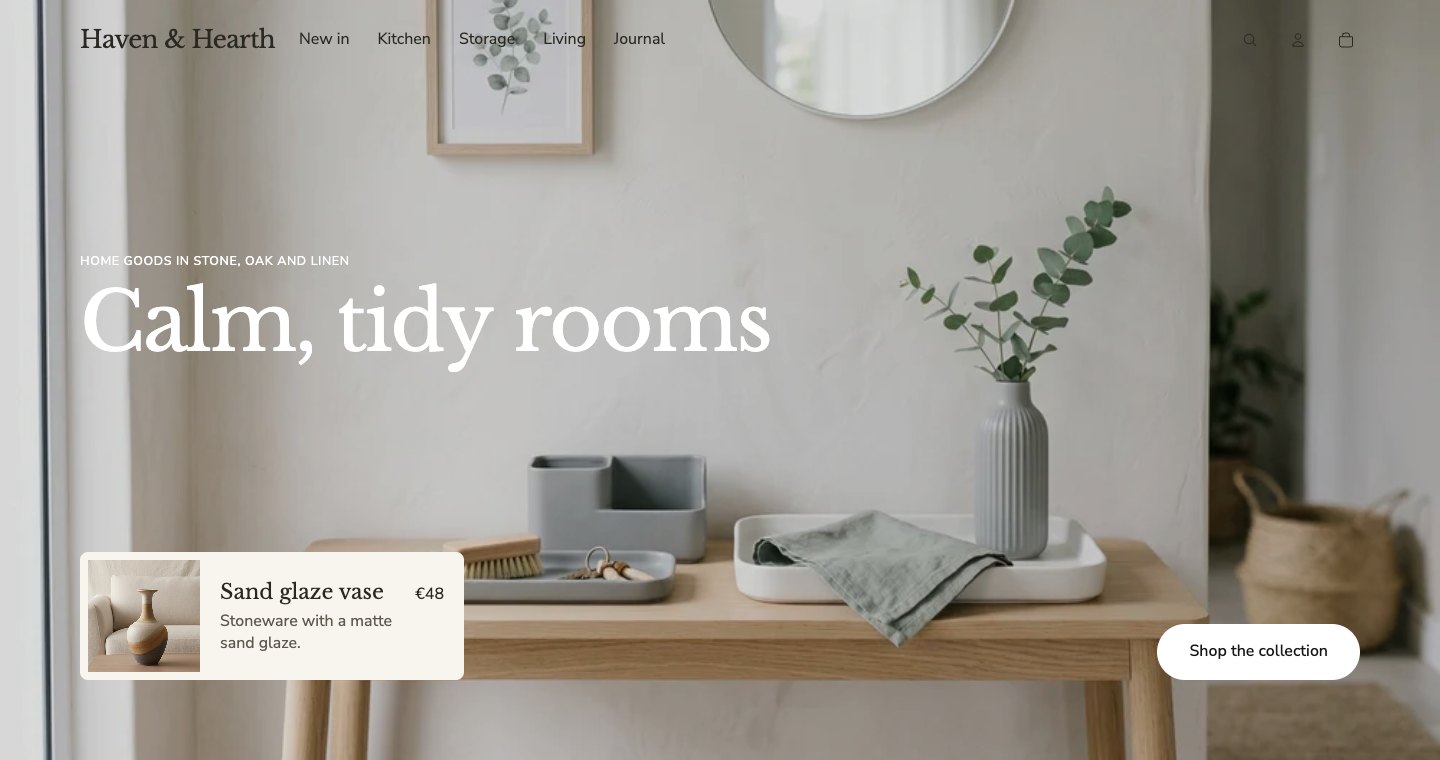 Haven & Hearth
New in Kitchen Storage Living Journal
HOME GOODS IN STONE, OAK AND LINEN
Calm, tidy rooms
Sand glaze vase €48
Stoneware with a matte
sand glaze.
Shop the collection